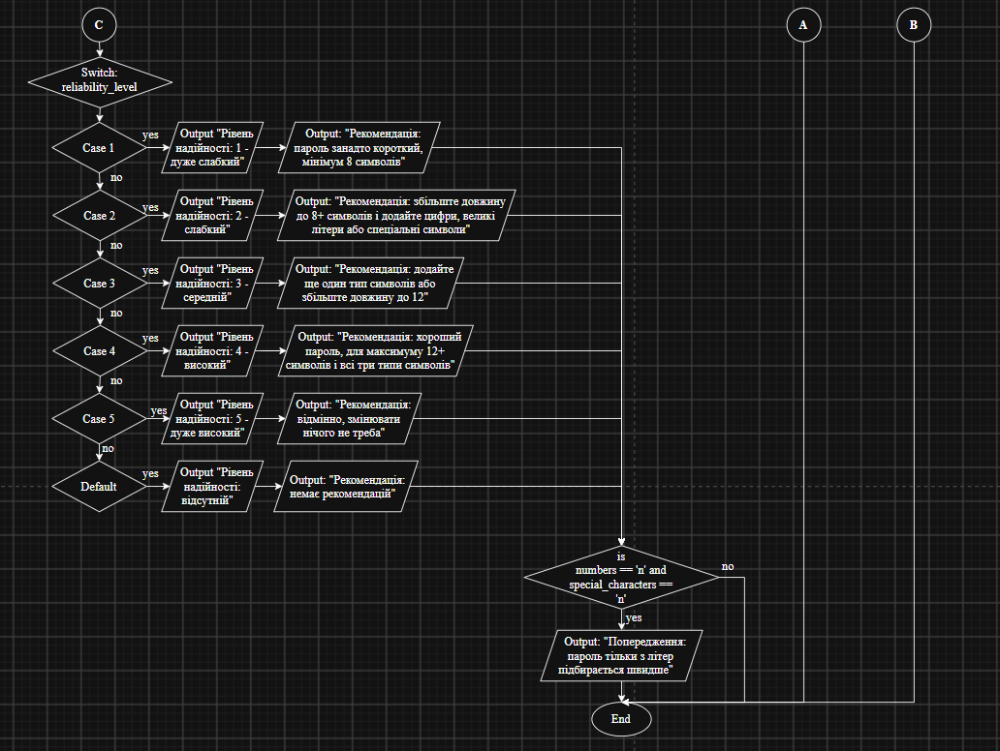 C
A
B
Switch:
reliability_level
Case 1
yes
Output "Рівень
надійності: 1 -
дуже слабкий"
Output: "Рекомендація:
пароль занадто короткий,
мінімум 8 символів"
no
Case 2
yes
Output "Рівень
надійності: 2 -
слабкий"
Output: "Рекомендація: збільште довжину
до 8+ символів і додайте цифри, великі
літери або спеціальні символи"
no
Case 3
yes
Output "Рівень
надійності: 3 -
середній"
Output: "Рекомендація: додайте
ще один тип символів або
збільште довжину до 12"
no
Case 4
yes
Output "Рівень
надійності: 4 -
високий"
Output: "Рекомендація: хороший
пароль, для максимуму 12+
символів і всі три типи символів"
no
Case 5
yes
Output "Рівень
надійності: 5 -
дуже високий"
Output: "Рекомендація:
відмінно, змінювати
нічого не треба"
no
Default
yes
Output "Рівень
надійності:
відсутній"
Output: "Рекомендація:
немає рекомендацій"
is
numbers == 'n' and
special_characters ==
'n'
no
yes
Output: "Попередження:
пароль тільки з літер
підбирається швидше"
End